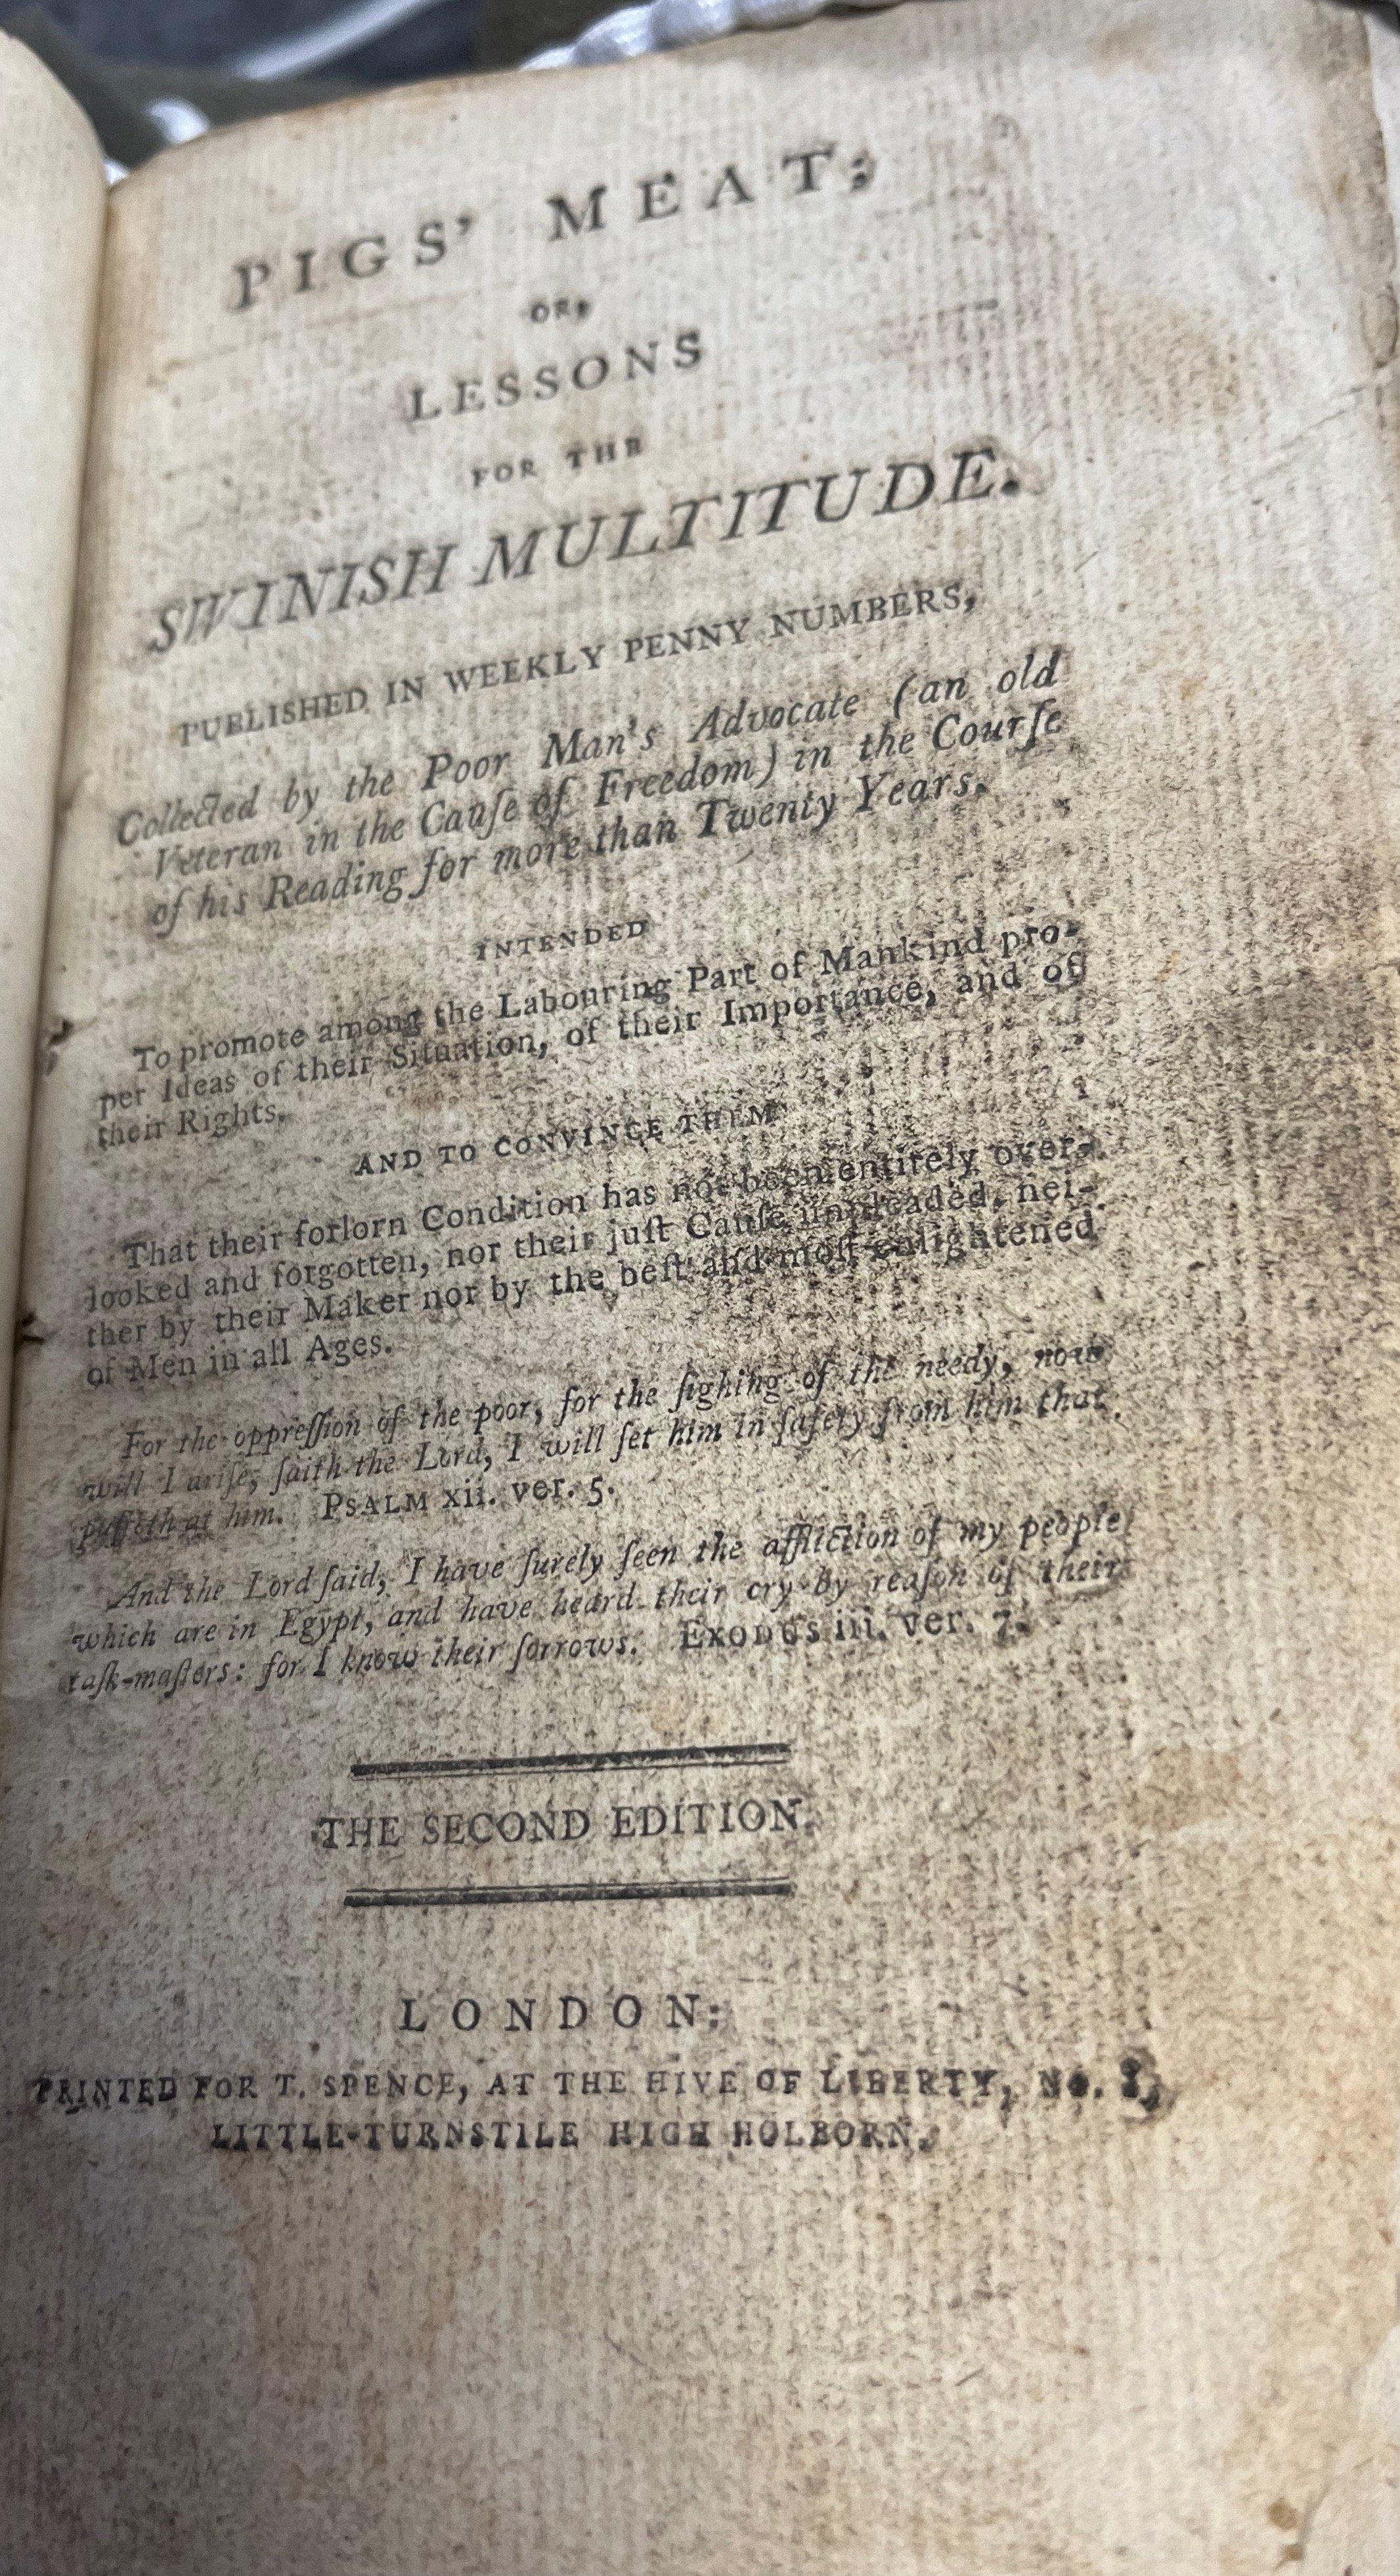 PIGS' MEAT;
OR,
LESSONS
FOR THE
SWINISH MULTITUDE.
PUBLISHED IN WEEKLY PENNY NUMBERS,
Collected by the Poor Man's Advocate (an old
Veteran in the Cauſe of Freedom) in the Courſe
of his Reading for more than Twenty Years.
INTENDED
To promote among the Labouring Part of Mankind pro-
per Ideas of their Situation, of their Importance, and of
their Rights.
AND TO CONVINCE THEM
That their forlorn Condition has not been entirely over-
looked and forgotten, nor their juſt Cauſe unpleaded, nei-
ther by their Maker nor by the beſt and moſt enlightened
of Men in all Ages.
For the oppreſſion of the poor, for the ſighing of the needy, now
will I ariſe, ſaith the Lord, I will ſet him in ſafety from him that
puffeth at him. PSALM xii. ver. 5.
And the Lord ſaid, I have ſurely ſeen the affliction of my people
which are in Egypt, and have heard their cry by reaſon of their
taſk-maſters: for I know their ſorrows. EXODUS iii. ver. 7.
THE SECOND EDITION.
LONDON:
PRINTED FOR T. SPENCE, AT THE HIVE OF LIBERTY, No. 8,
LITTLE-TURNSTILE HIGH HOLBORN.